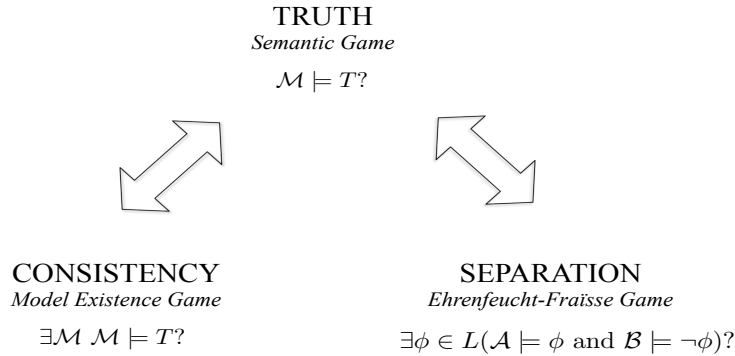 TRUTH
Semantic Game
ℳ ⊨ T?
CONSISTENCY
Model Existence Game
∃ℳ ℳ ⊨ T?
SEPARATION
Ehrenfeucht-Fraïsse Game
∃ϕ ∈ L(𝒜 ⊨ ϕ and ℬ ⊨ ¬ϕ)?